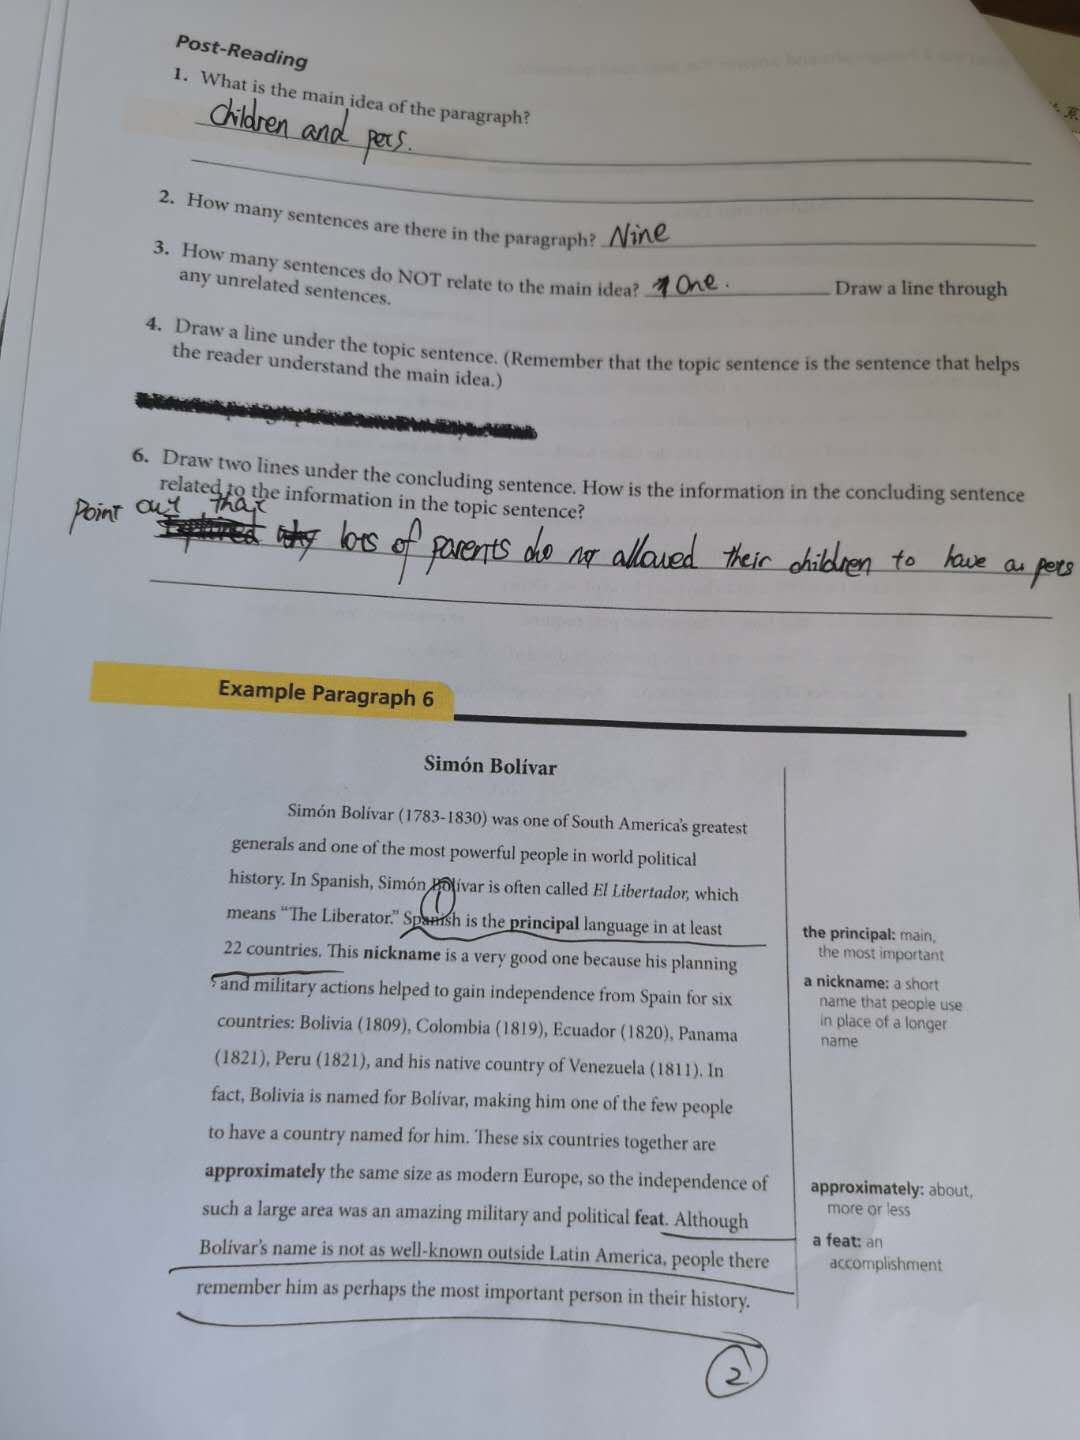 Post-Reading
1. What is the main idea of the paragraph?
Children and pets.
2. How many sentences are there in the paragraph? Nine
3. How many sentences do NOT relate to the main idea? One. Draw a line through
any unrelated sentences.
4. Draw a line under the topic sentence. (Remember that the topic sentence is the sentence that helps
the reader understand the main idea.)
6. Draw two lines under the concluding sentence. How is the information in the concluding sentence
related to the information in the topic sentence?
Point out that
lots of parents do not allowed their children to have a pets
Example Paragraph 6
Simón Bolívar
Simón Bolívar (1783-1830) was one of South America's greatest
generals and one of the most powerful people in world political
history. In Spanish, Simón Bolívar is often called El Libertador, which
means "The Liberator." Spanish is the principal language in at least
22 countries. This nickname is a very good one because his planning
and military actions helped to gain independence from Spain for six
countries: Bolivia (1809), Colombia (1819), Ecuador (1820), Panama
(1821), Peru (1821), and his native country of Venezuela (1811). In
fact, Bolivia is named for Bolívar, making him one of the few people
to have a country named for him. These six countries together are
approximately the same size as modern Europe, so the independence of
such a large area was an amazing military and political feat. Although
Bolívar's name is not as well-known outside Latin America, people there
remember him as perhaps the most important person in their history.
1
2
the principal: main,
the most important
a nickname: a short
name that people use
in place of a longer
name
approximately: about,
more or less
a feat: an
accomplishment